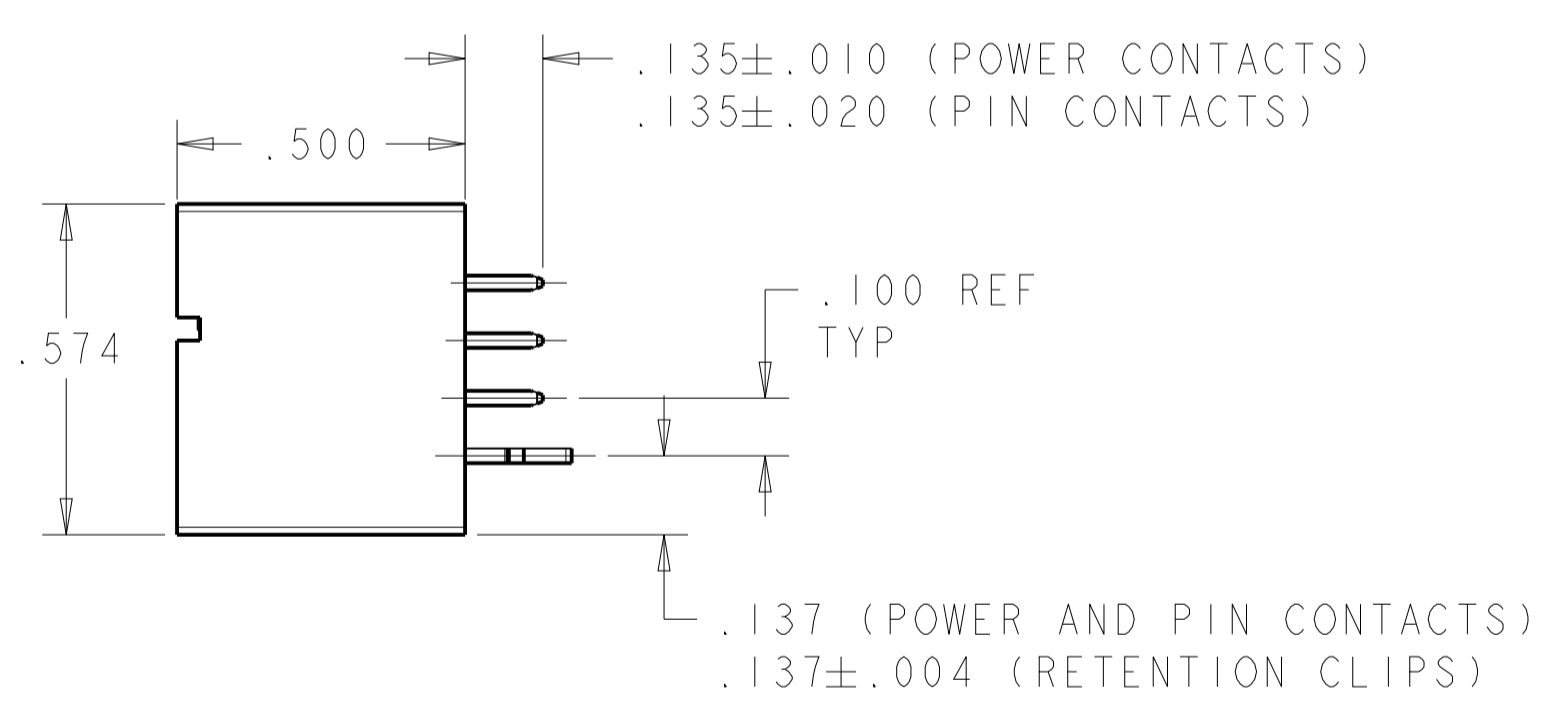 .135±.010 (POWER CONTACTS)
.135±.020 (PIN CONTACTS)
.500
.574
.100 REF
TYP
.137 (POWER AND PIN CONTACTS)
.137±.004 (RETENTION CLIPS)